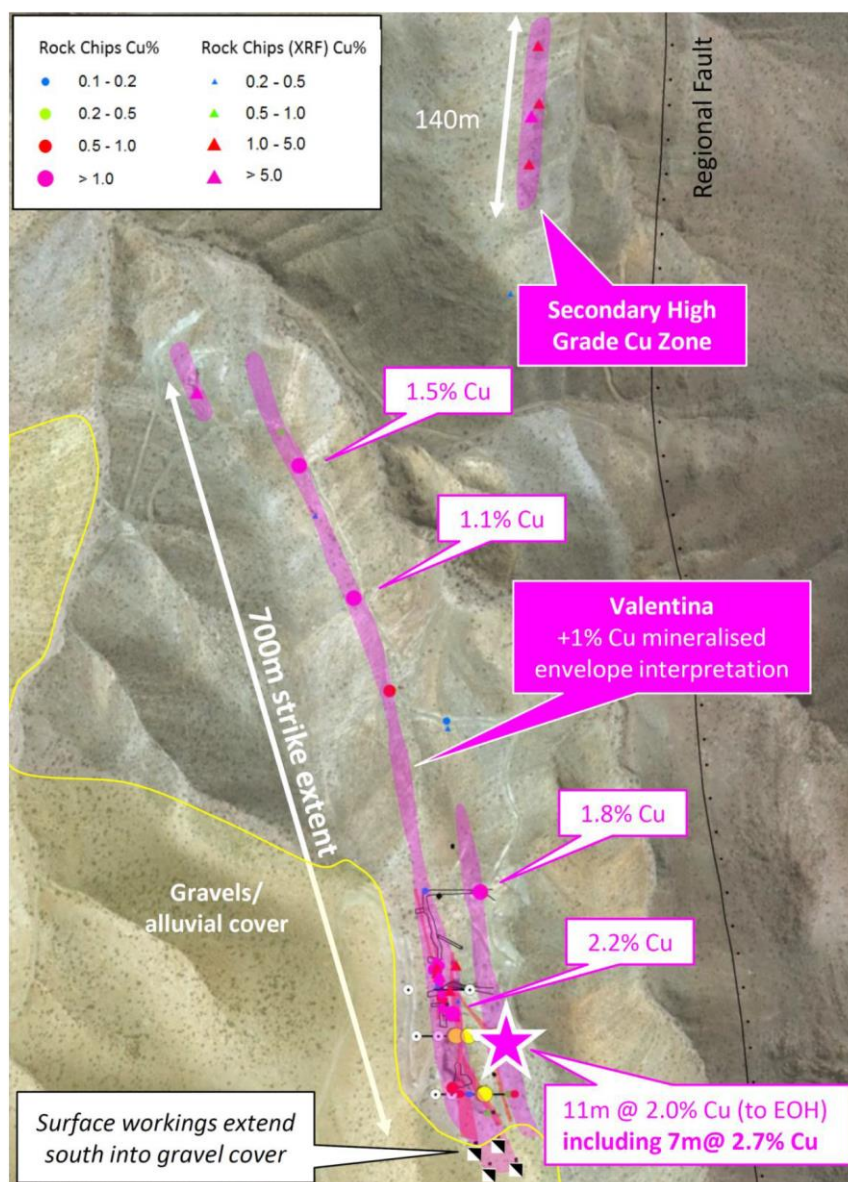 Rock Chips Cu%
0.1 - 0.2
0.2 - 0.5
0.5 - 1.0
> 1.0
Rock Chips (XRF) Cu%
0.2 - 0.5
0.5 - 1.0
1.0 - 5.0
> 5.0
140m
Regional Fault
Secondary High
Grade Cu Zone
1.5% Cu
1.1% Cu
Valentina
+1% Cu mineralised
envelope interpretation
700m strike extent
1.8% Cu
Gravels/
alluvial cover
2.2% Cu
11m @ 2.0% Cu (to EOH)
including 7m@ 2.7% Cu
Surface workings extend
south into gravel cover